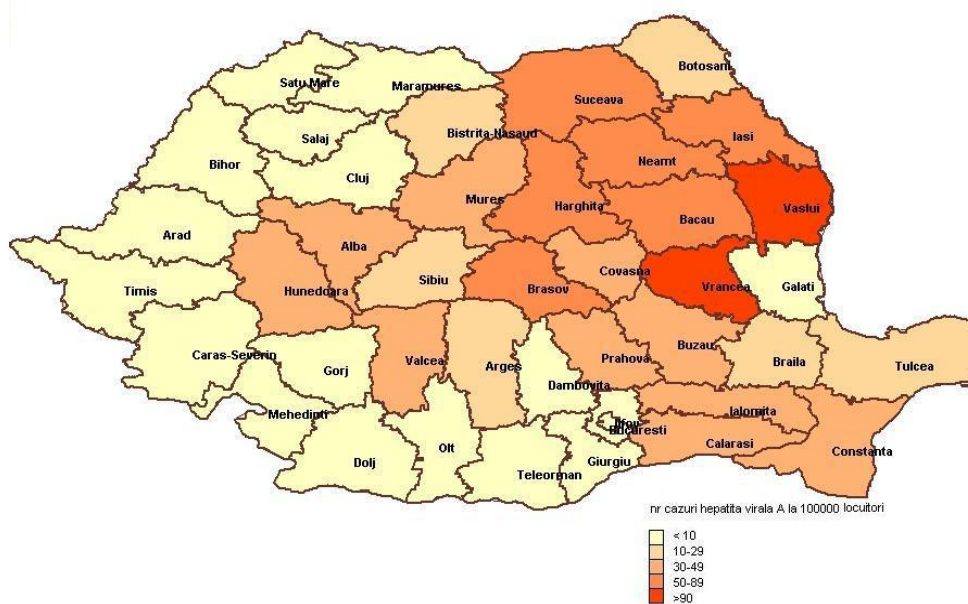 Botosani
Satu Mare
Maramures
Suceava
Salaj
Bistrita-Nasaud
Iasi
Bihor
Neamt
Cluj
Mures
Harghita
Vaslui
Bacau
Arad
Alba
Covasna
Sibiu
Timis
Hunedoara
Brasov
Vrancea
Galati
Caras-Severin
Gorj
Valcea
Arges
Prahova
Buzau
Braila
Tulcea
Dambovita
Mehedinti
Ilfov
Ialomita
Bucuresti
Olt
Calarasi
Constanta
Dolj
Teleorman
Giurgiu
nr cazuri hepatita virala A la 100000 locuitori
< 10
10-29
30-49
50-89
>90